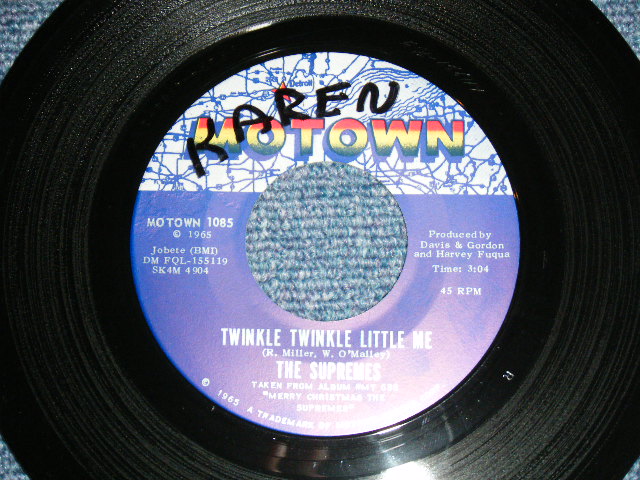 KAREN
Detroit
MOTOWN
MOTOWN 1085
© 1965
Jobete (BMI)
DM FQL-155119
SK4M 4904
Produced by
Davis & Gordon
and Harvey Fuqua
Time: 3:04
45 RPM
TWINKLE TWINKLE LITTLE ME
(R. Miller, W. O'Malley)
THE SUPREMES
TAKEN FROM ALBUM
"MERRY CHRISTMAS THE
SUPREMES"
© 1965 A TRADEMARK OF